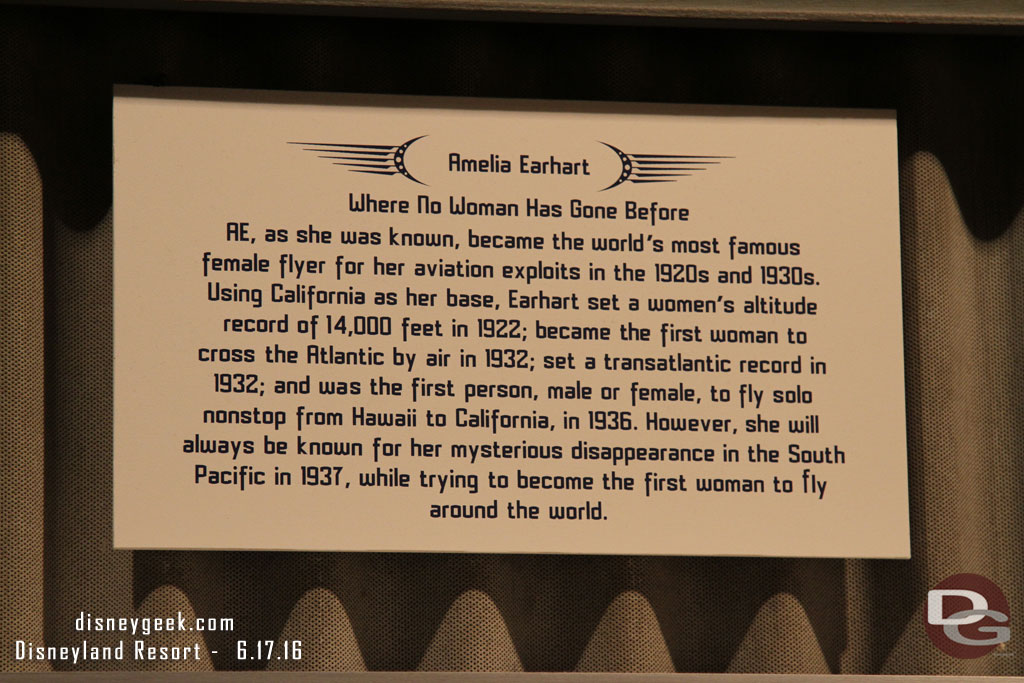 Amelia Earhart
Where No Woman Has Gone Before
AE, as she was known, became the world's most famous
female flyer for her aviation exploits in the 1920s and 1930s.
Using California as her base, Earhart set a women's altitude
record of 14,000 feet in 1922; became the first woman to
cross the Atlantic by air in 1932; set a transatlantic record in
1932; and was the first person, male or female, to fly solo
nonstop from Hawaii to California, in 1936. However, she will
always be known for her mysterious disappearance in the South
Pacific in 1937, while trying to become the first woman to fly
around the world.
disneygeek.com
Disneyland Resort - 6.17.16
DG